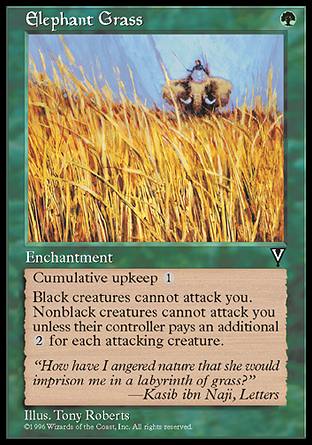 Elephant Grass
Enchantment
Cumulative upkeep 1
Black creatures cannot attack you.
Nonblack creatures cannot attack you
unless their controller pays an additional
2 for each attacking creature.
"How have I angered nature that she would
imprison me in a labyrinth of grass?"
—Kasib ibn Naji, Letters
Illus. Tony Roberts
©1996 Wizards of the Coast, Inc. All rights reserved.